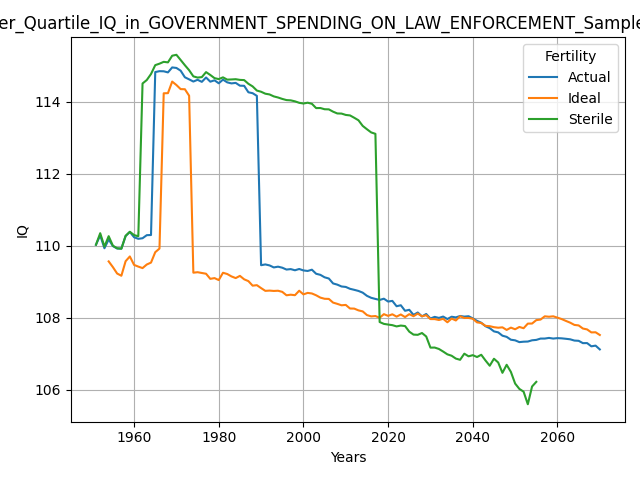 er_Quartile_IQ_in_GOVERNMENT_SPENDING_ON_LAW_ENFORCEMENT_Sample
Fertility
Actual
Ideal
Sterile
114
112
110
108
106
IQ
1960 1980 2000 2020 2040 2060
Years